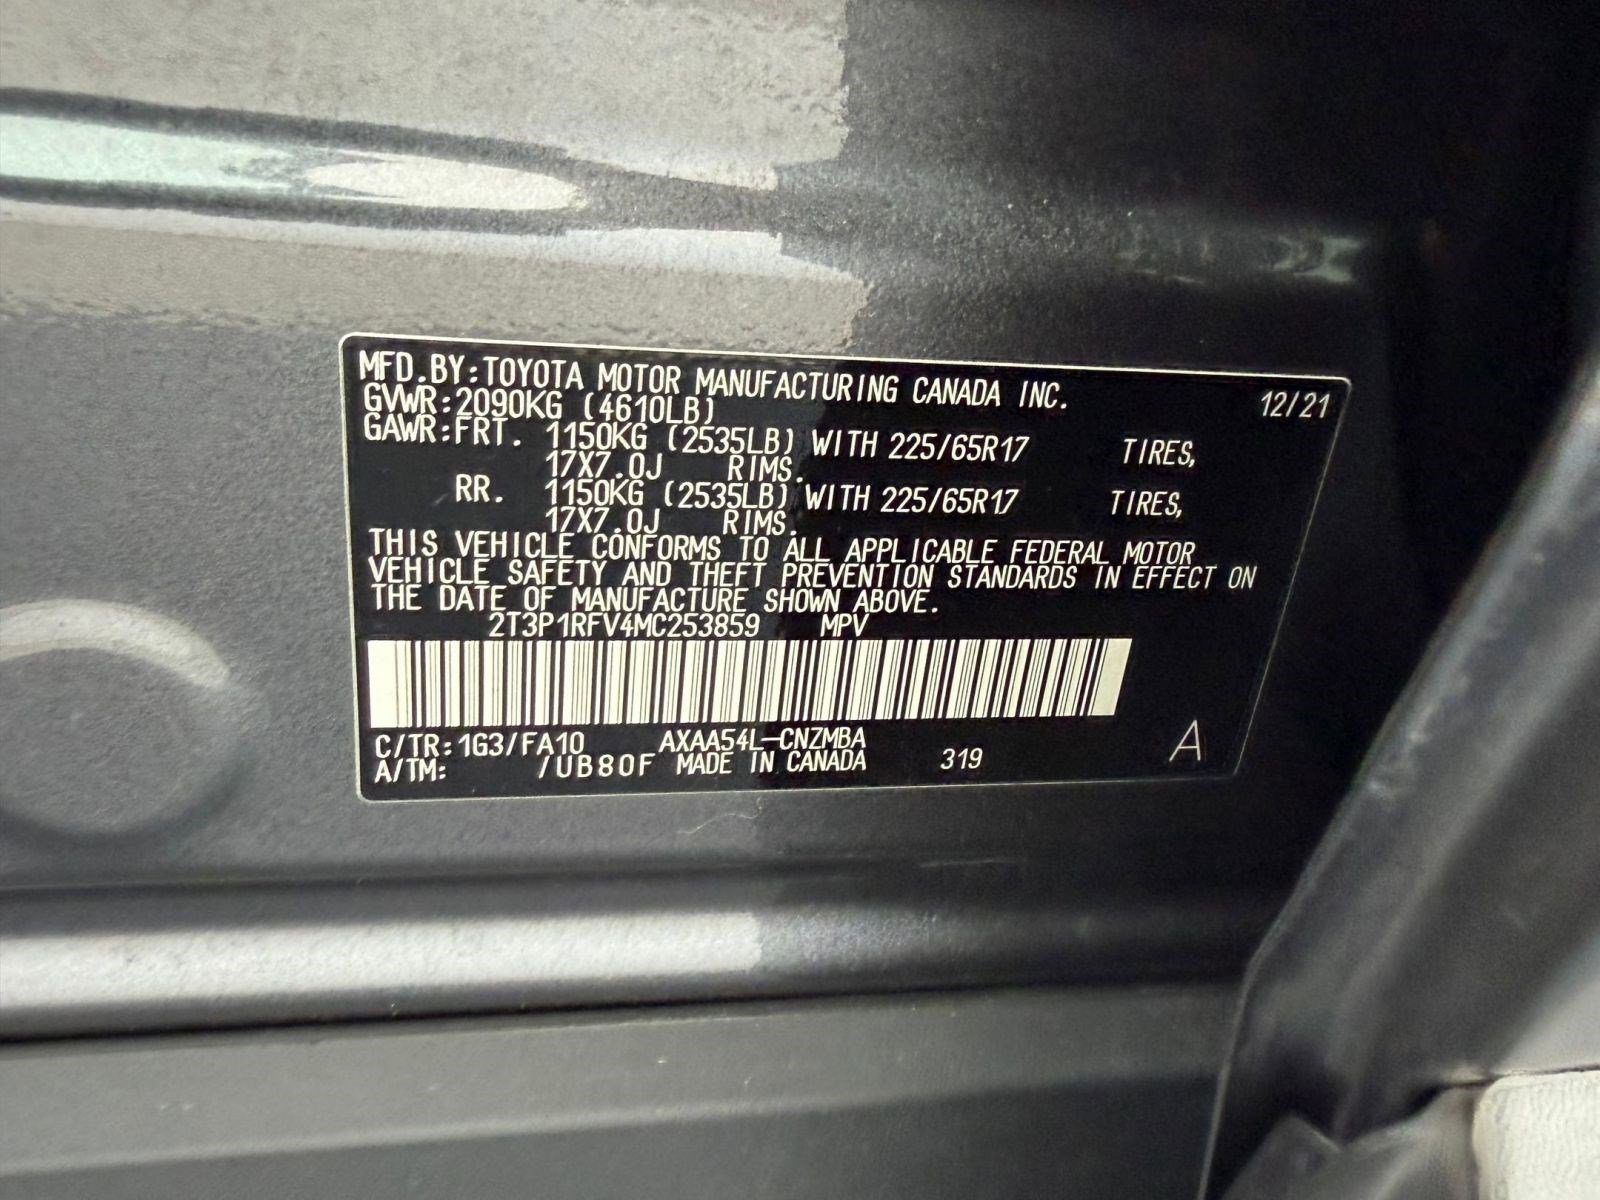 MFD.BY:TOYOTA MOTOR MANUFACTURING CANADA INC. 12/21
GVWR:2090KG (4610LB)
GAWR:FRT. 1150KG (2535LB) WITH 225/65R17 TIRES,
17X7.0J RIMS.
RR. 1150KG (2535LB) WITH 225/65R17 TIRES,
17X7.0J RIMS.
THIS VEHICLE CONFORMS TO ALL APPLICABLE FEDERAL MOTOR
VEHICLE SAFETY AND THEFT PREVENTION STANDARDS IN EFFECT ON
THE DATE OF MANUFACTURE SHOWN ABOVE.
2T3P1RFV4MC253859 MPV
C/TR:1G3/FA10 AXAA54L-CNZMBA
A/TM: /UB80F MADE IN CANADA 319 A